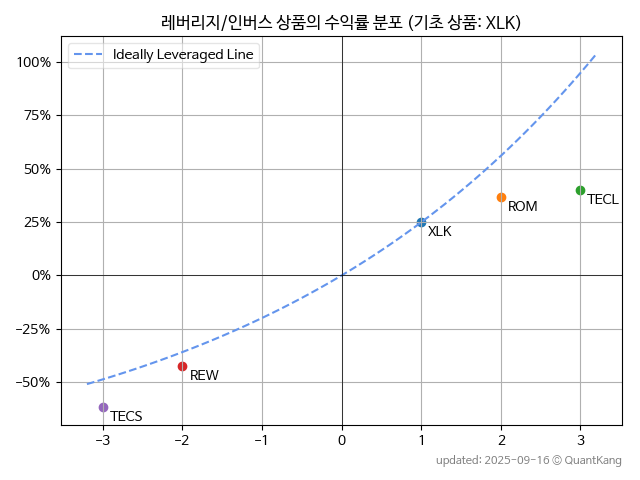 레버리지/인버스 상품의 수익률 분포 (기초 상품: XLK)
Ideally Leveraged Line
100%
75%
50%
25%
0%
−25%
−50%
TECL
ROM
XLK
REW
TECS
−3 −2 −1 0 1 2 3
updated: 2025-09-16 © QuantKang